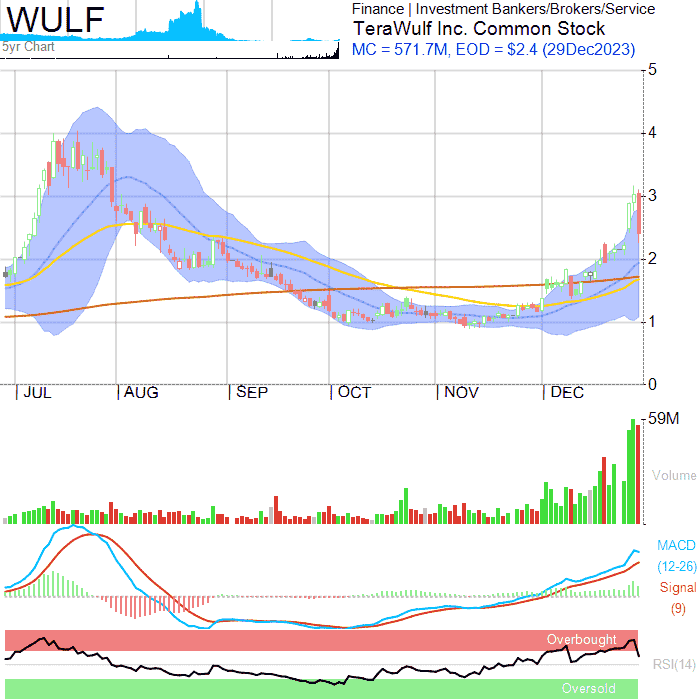 WULF
5yr Chart
Finance | Investment Bankers/Brokers/Service
TeraWulf Inc. Common Stock
MC = 571.7M, EOD = $2.4 (29Dec2023)
5
4
3
2
1
0
JUL AUG SEP OCT NOV DEC
59M
Volume
MACD
(12-26)
Signal
(9)
Overbought
RSI(14)
Oversold